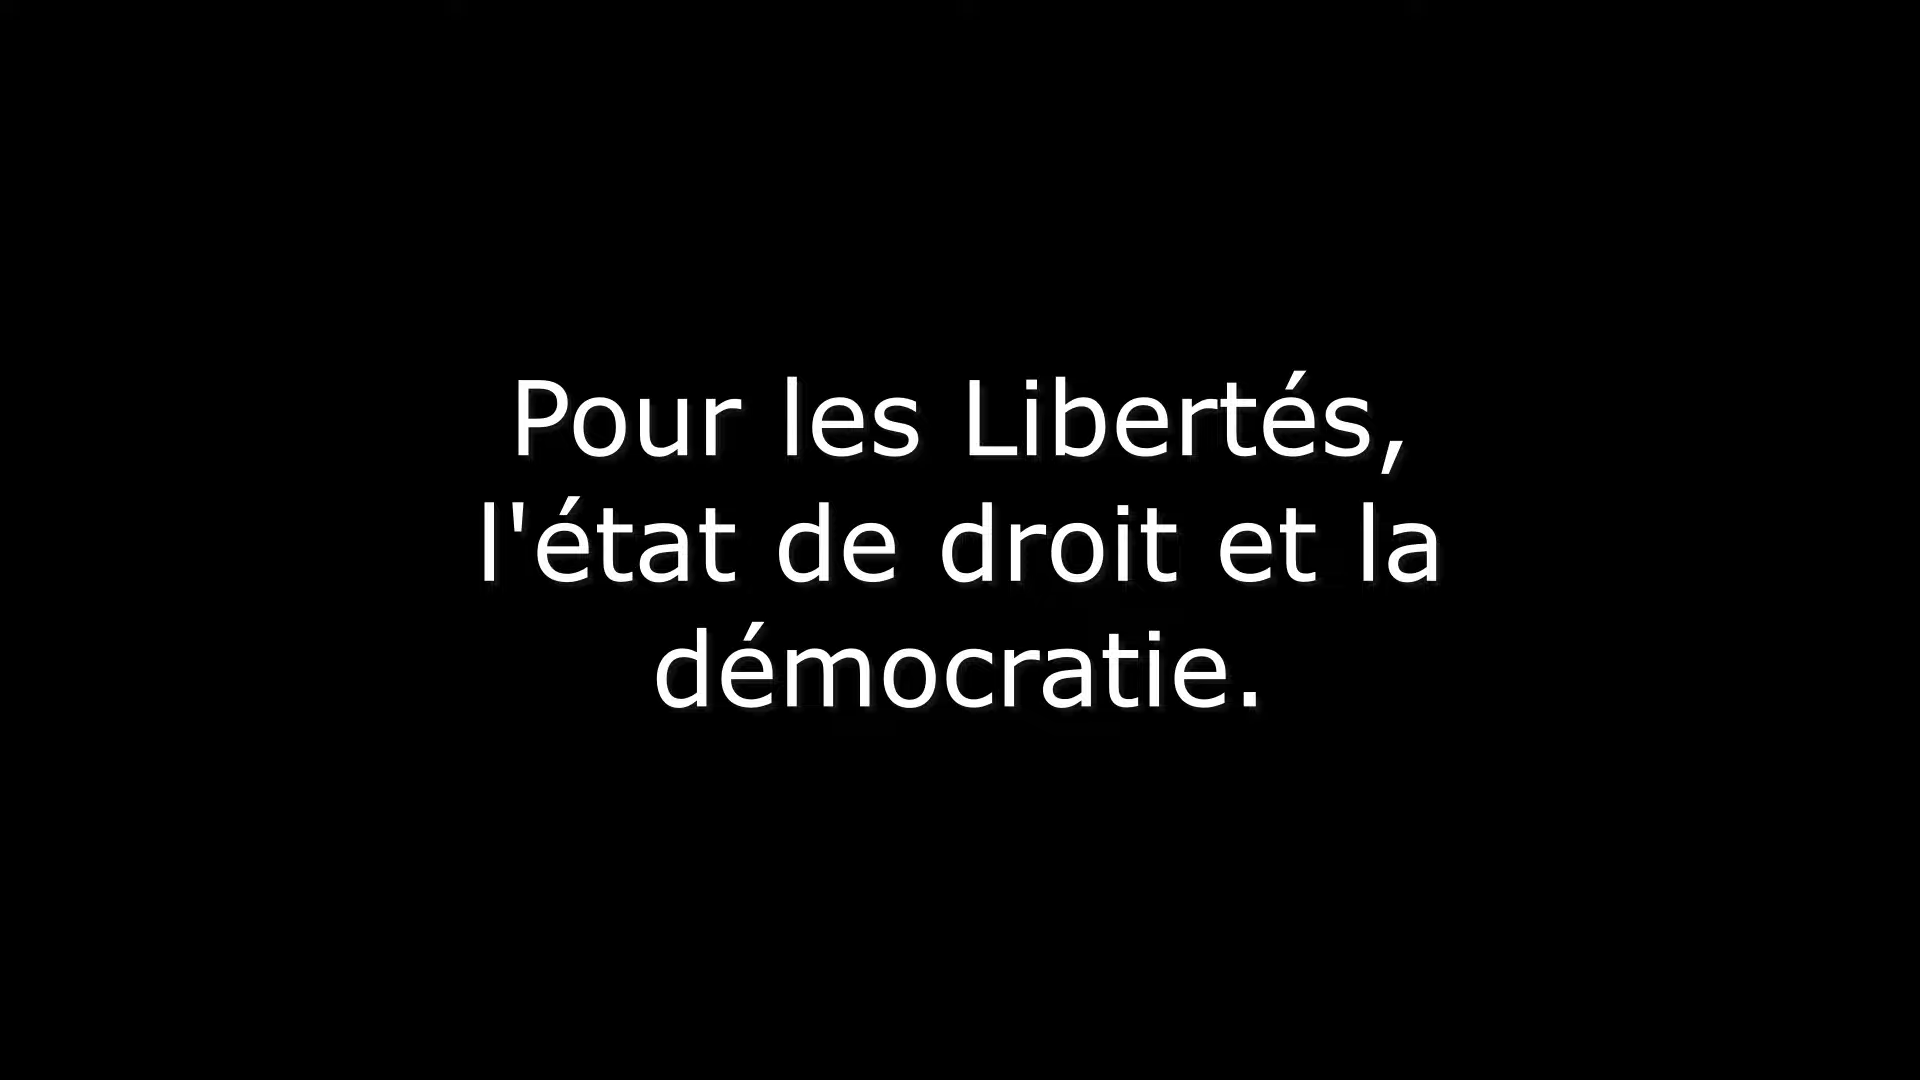 Pour les Libertés,
l'état de droit et la
démocratie.